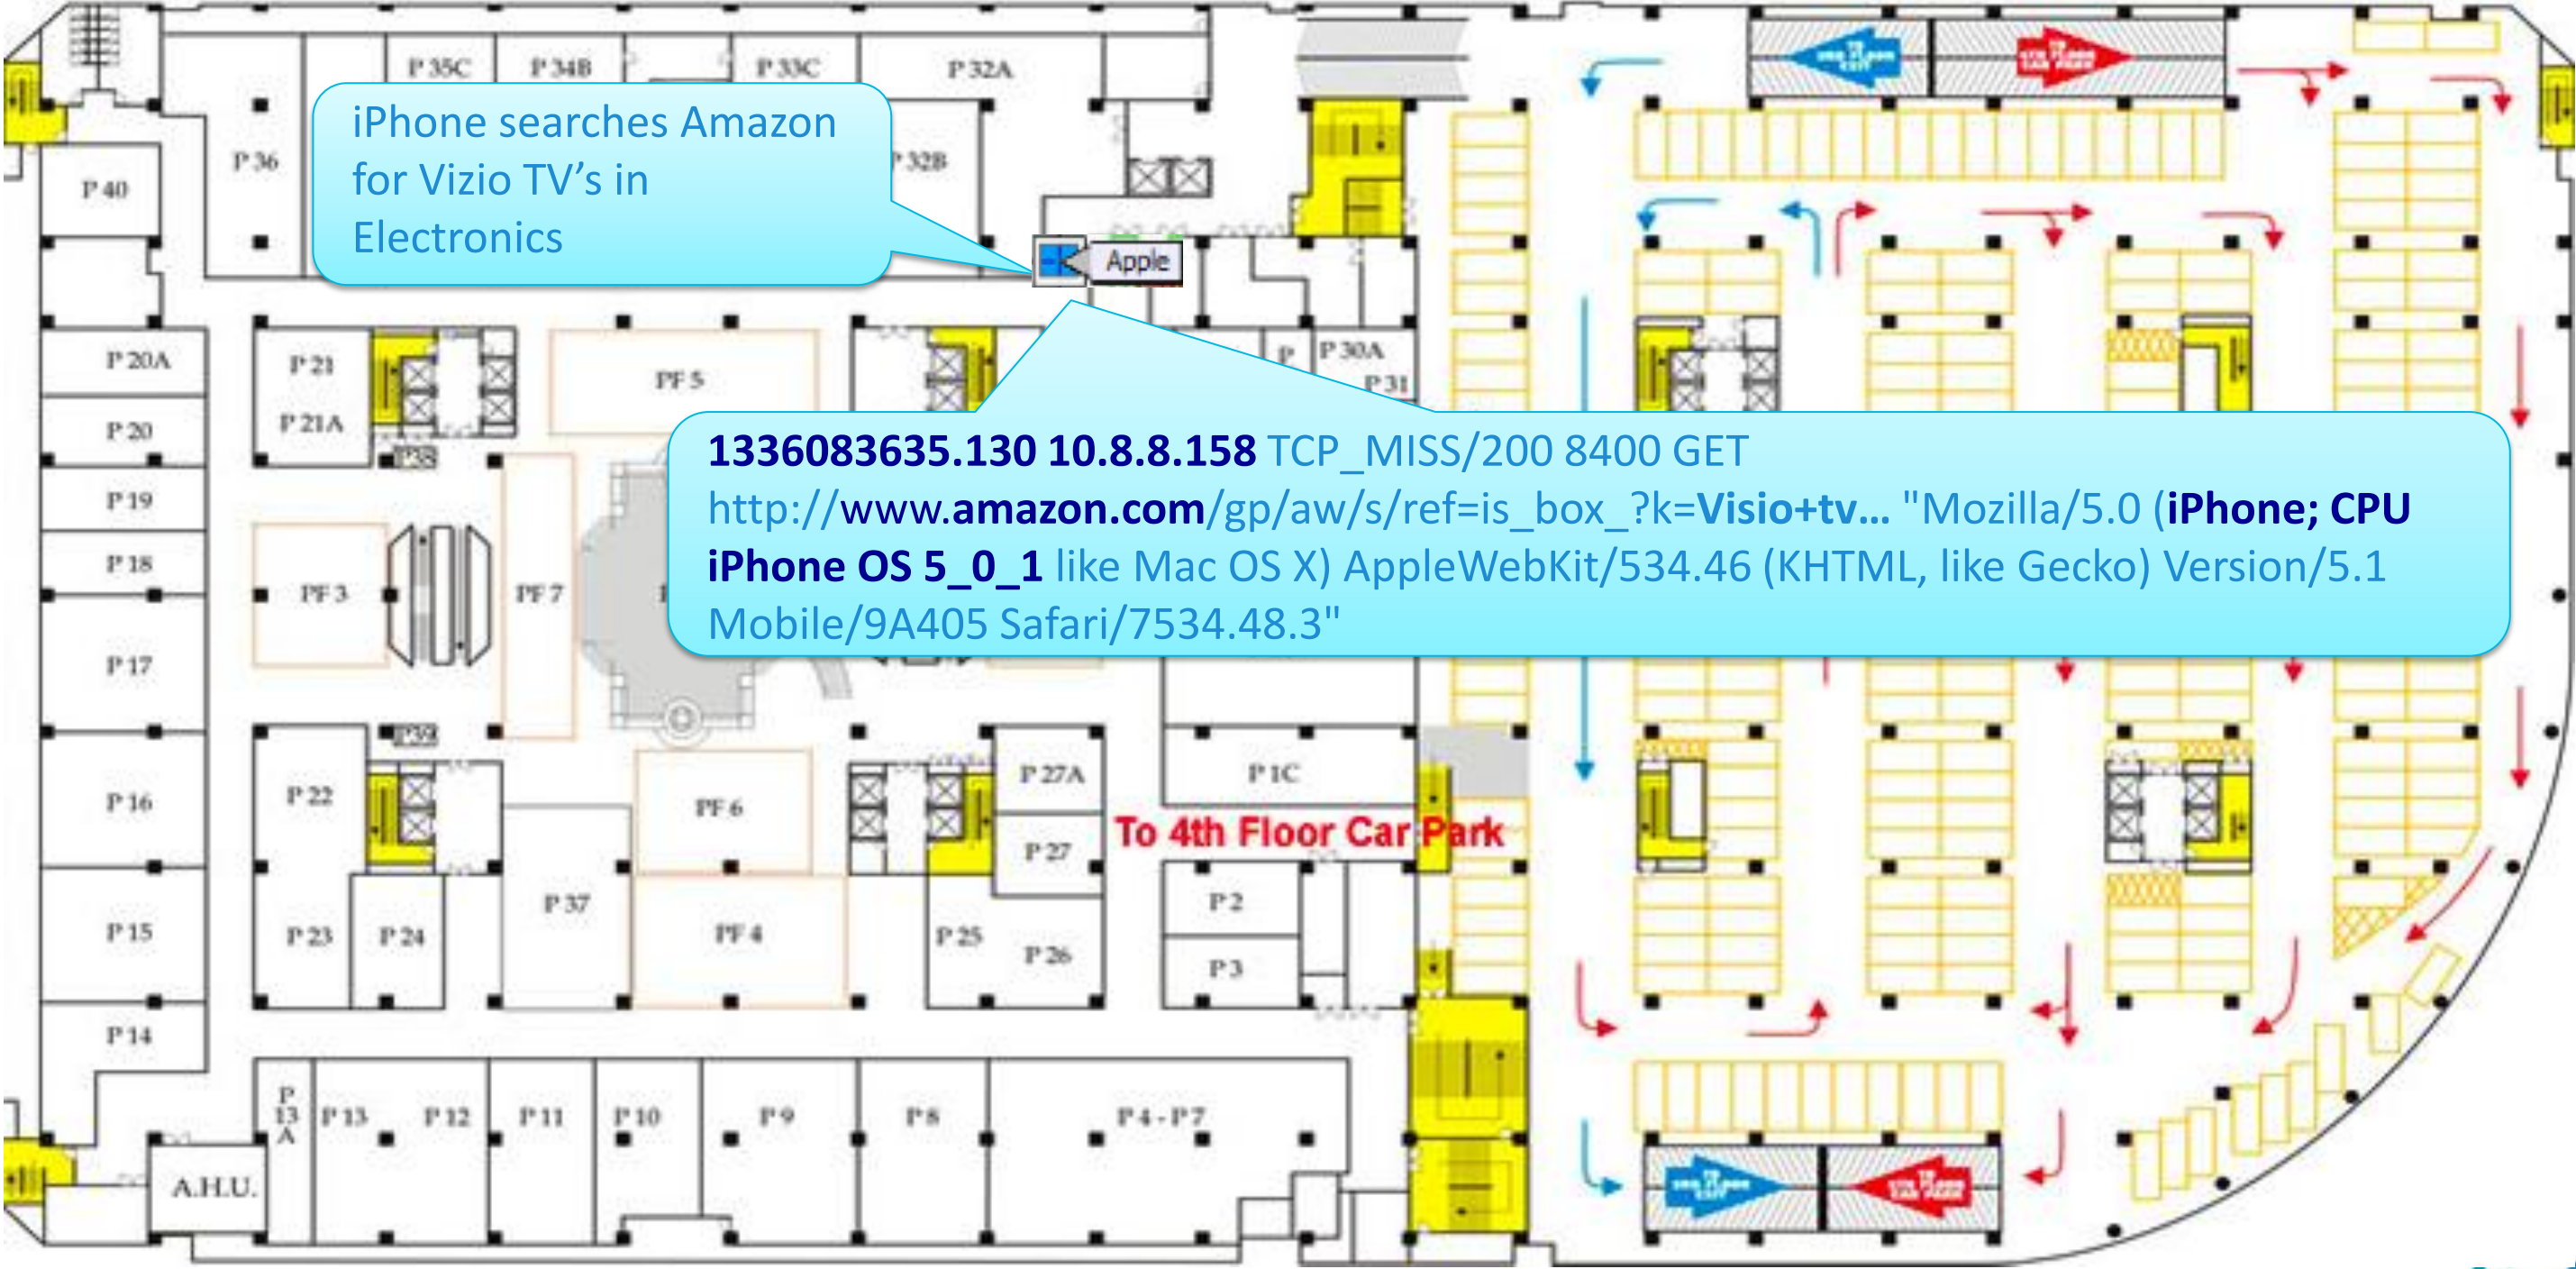 P 35C
P 34B
P 33C
P 32A
iPhone searches Amazon
for Vizio TV’s in
Electronics
P 36
P 32B
P 40
Apple
P 20A
P 21
PF 5
P
P 30A
P 31
P 21A
P 20
P38
1336083635.130 10.8.8.158 TCP_MISS/200 8400 GET
http://www.amazon.com/gp/aw/s/ref=is_box_?k=Visio+tv... "Mozilla/5.0 (iPhone; CPU
iPhone OS 5_0_1 like Mac OS X) AppleWebKit/534.46 (KHTML, like Gecko) Version/5.1
Mobile/9A405 Safari/7534.48.3"
P 19
P 18
PF 3
PF 7
P 17
P39
P 22
P 27A
P 1C
P 16
PF 6
To 4th Floor Car Park
P 27
P 37
P 2
P 15
P 23
P 24
PF 4
P 25
P 26
P 3
P 14
P
13
A
P 13
P 12
P 11
P 10
P 9
P 8
P 4 - P 7
A.H.U.